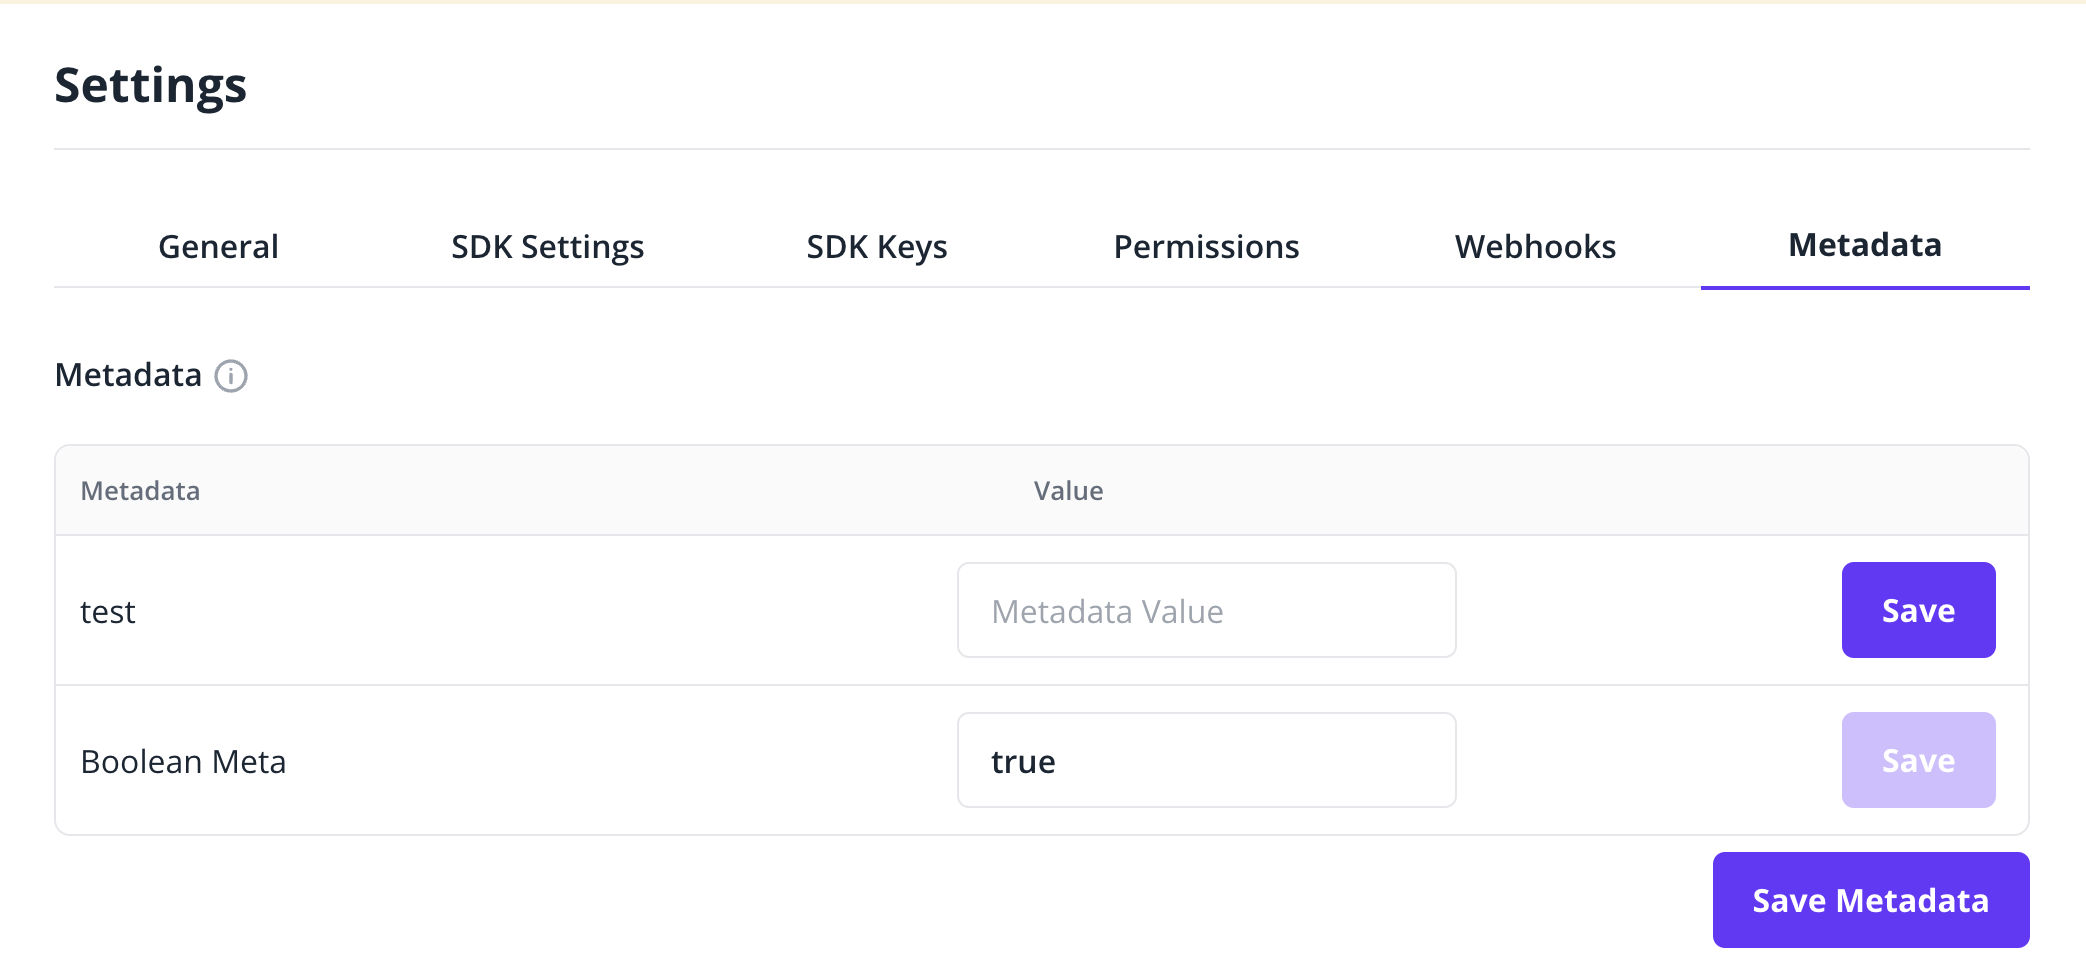 Settings
General SDK Settings SDK Keys Permissions Webhooks Metadata
Metadata
Metadata Value
test Metadata Value Save
Boolean Meta true Save
Save Metadata